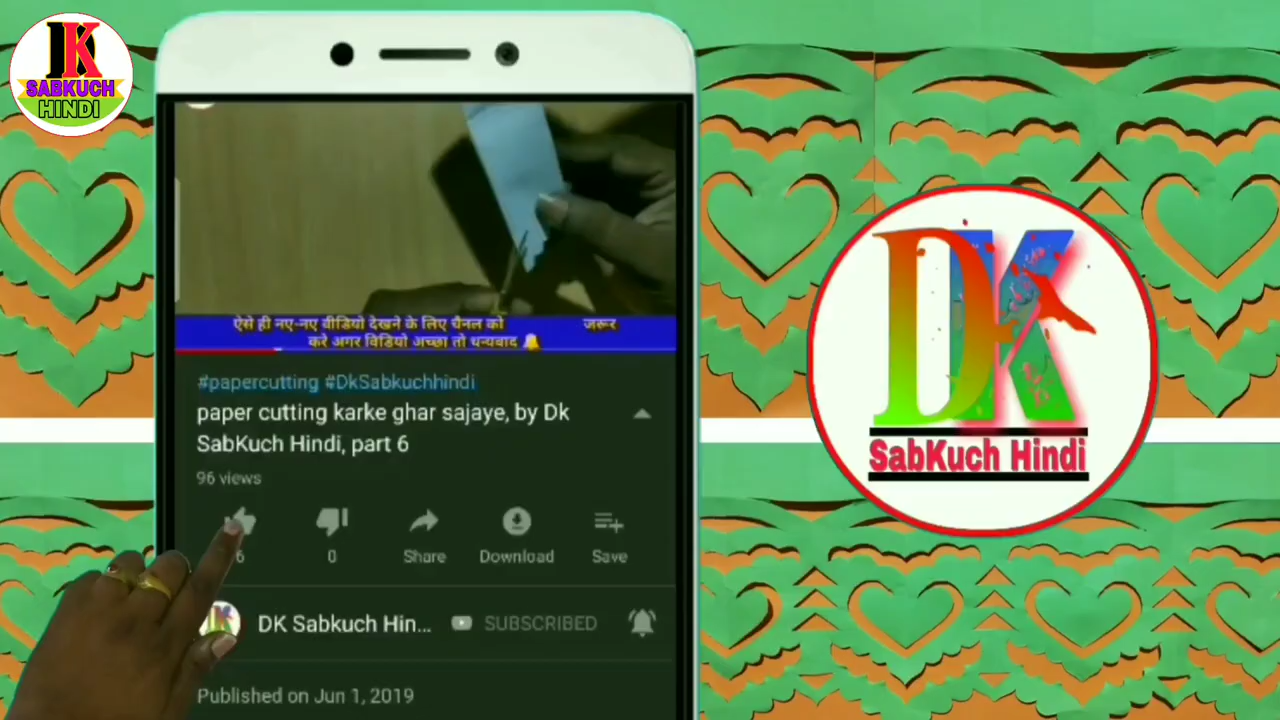 DK
SABKUCH
HINDI
ऐसे ही नए-नए वीडियो देखने के लिए चैनल को जरूर
करे अगर विडियो अच्छा तो धन्यवाद
#papercutting #DkSabkuchhindi
paper cutting karke ghar sajaye, by Dk
SabKuch Hindi, part 6
96 views
6
0
Share
Download
Save
DK Sabkuch Hin...
SUBSCRIBED
Published on Jun 1, 2019
DK
SabKuch Hindi